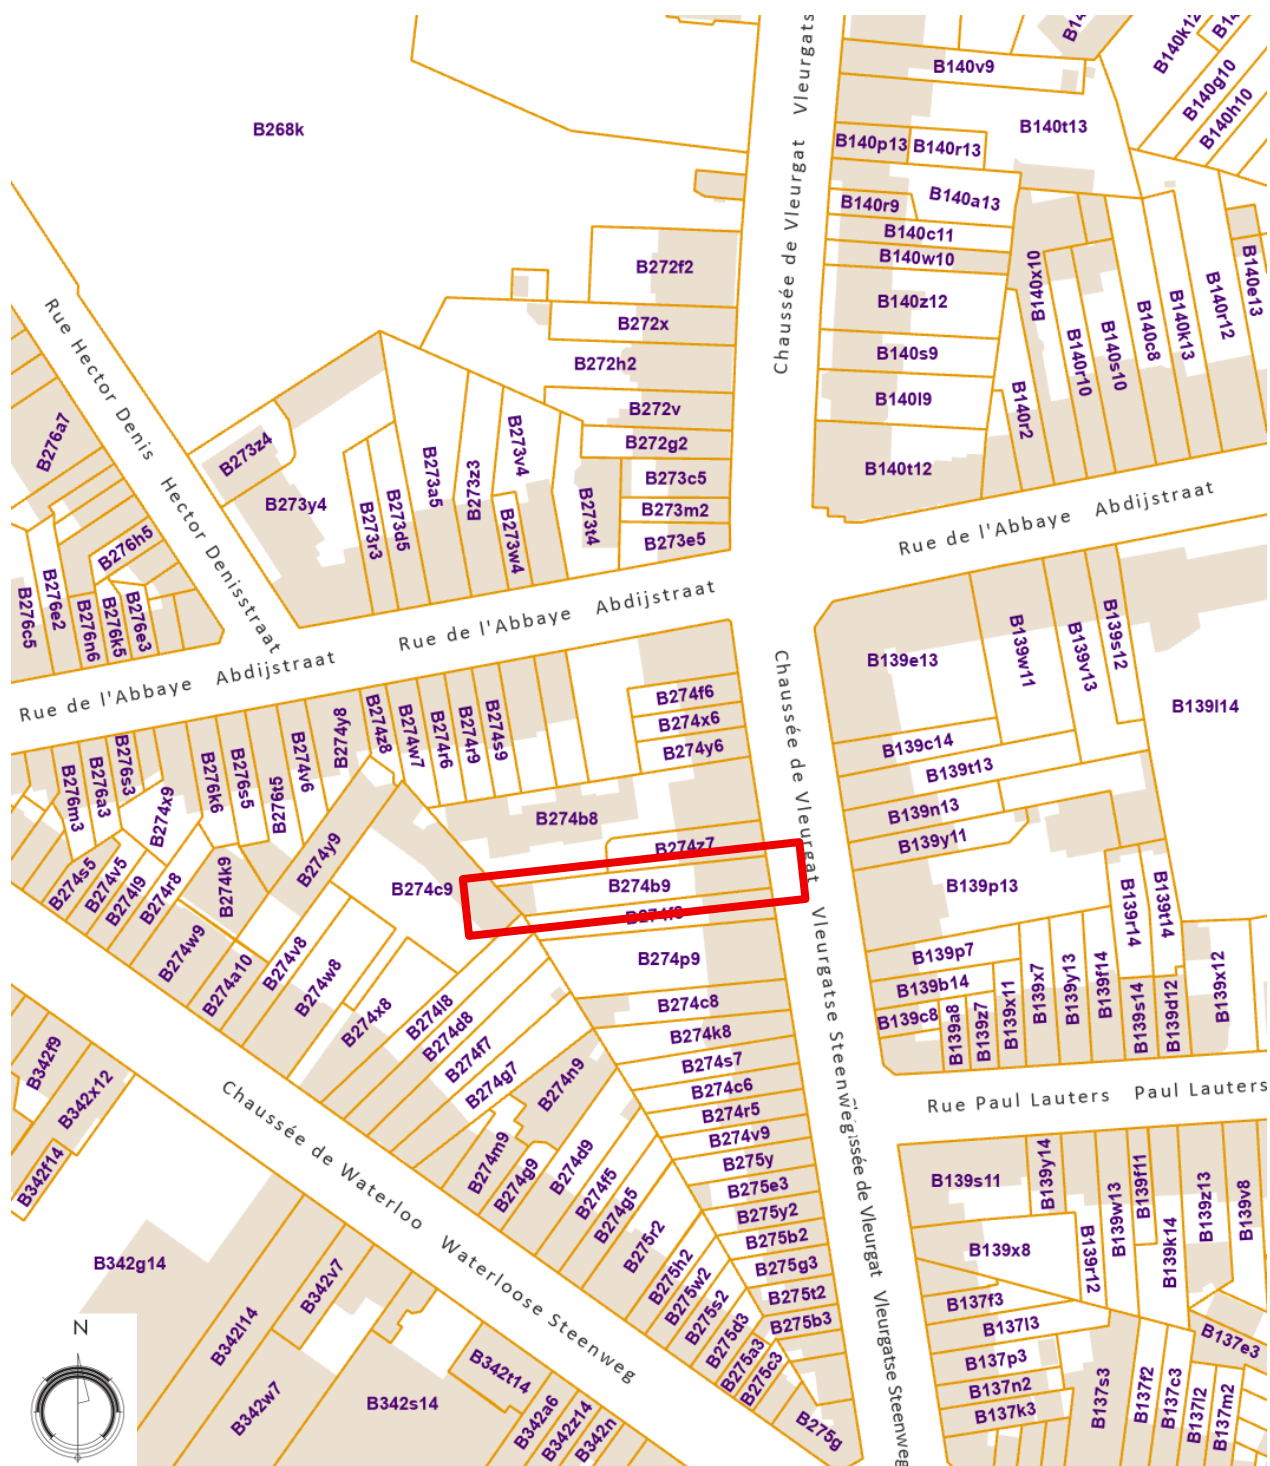 B268k
B140v9
B140k12
B140g10
B140h10
B140t13
B140p13
B140r13
B140a13
B140r9
B140c11
B140w10
B140z12
B140s9
B140l9
B140t12
B140x10
B140r2
B140r10
B140s10
B140c8
B140k13
B140r12
B140e13
B272f2
B272x
B272h2
B272v
B272g2
B273c5
B273m2
B273e5
B273z4
B273y4
B273r3
B273d5
B273a5
B273z3
B273v4
B273w4
B273t4
B276a7
B276h5
B276c5
B276e2
B276n6
B276k5
B276e3
Rue Hector Denis Hector Denisstraat
Chaussée de Vleurgat Vleurgats
Rue de l'Abbaye Abdijstraat
Rue de l'Abbaye Abdijstraat
Rue de l'Abbaye Abdijstraat
B139e13
B139w11
B139v13
B139s12
B139l14
B139c14
B139t13
B139n13
B139y11
B139p13
B139r14
B139t14
B139p7
B139b14
B139c8
B139a8
B139z7
B139x11
B139x7
B139y13
B139f14
B139s14
B139d12
B139x12
B274f6
B274x6
B274y6
B274z8
B274w7
B274r6
B274r9
B274s9
B274y8
B274v6
B276t5
B276s5
B276k6
B274x9
B276s3
B276a3
B276m3
B274b8
B274z7
B274b9
B274f8
B274c9
B274y9
B274k9
B274s5
B274v5
B274l9
B274r8
B274w9
B274a10
B274v8
B274w8
B274x8
B274l8
B274d8
B274f7
B274g7
B274n9
B274m9
B274g9
B274d9
B274f5
B274g5
B274p9
B274c8
B274k8
B274s7
B274c6
B274r5
B274v9
B275y
B275e3
B275y2
B275b2
B275g3
B275t2
B275b3
B275r2
B275h2
B275w2
B275s2
B275d3
B275a3
B275c3
B275g
Chaussée de Vleurgat Vleurgatse Steenweg
Chaussée de Waterloo Waterloose Steenweg
Rue Paul Lauters Paul Lauters
Vleurgat Vleurgatse Steenweg
B342f9
B342x12
B342f14
B342g14
B342l14
B342v7
B342w7
B342s14
B342t14
B342a6
B342z14
B342n
B139s11
B139y14
B139x8
B139r12
B139w13
B139f11
B139k14
B139z13
B139v8
B137f3
B137l3
B137p3
B137n2
B137k3
B137s3
B137f2
B137c3
B137l2
B137m2
B137e3
N